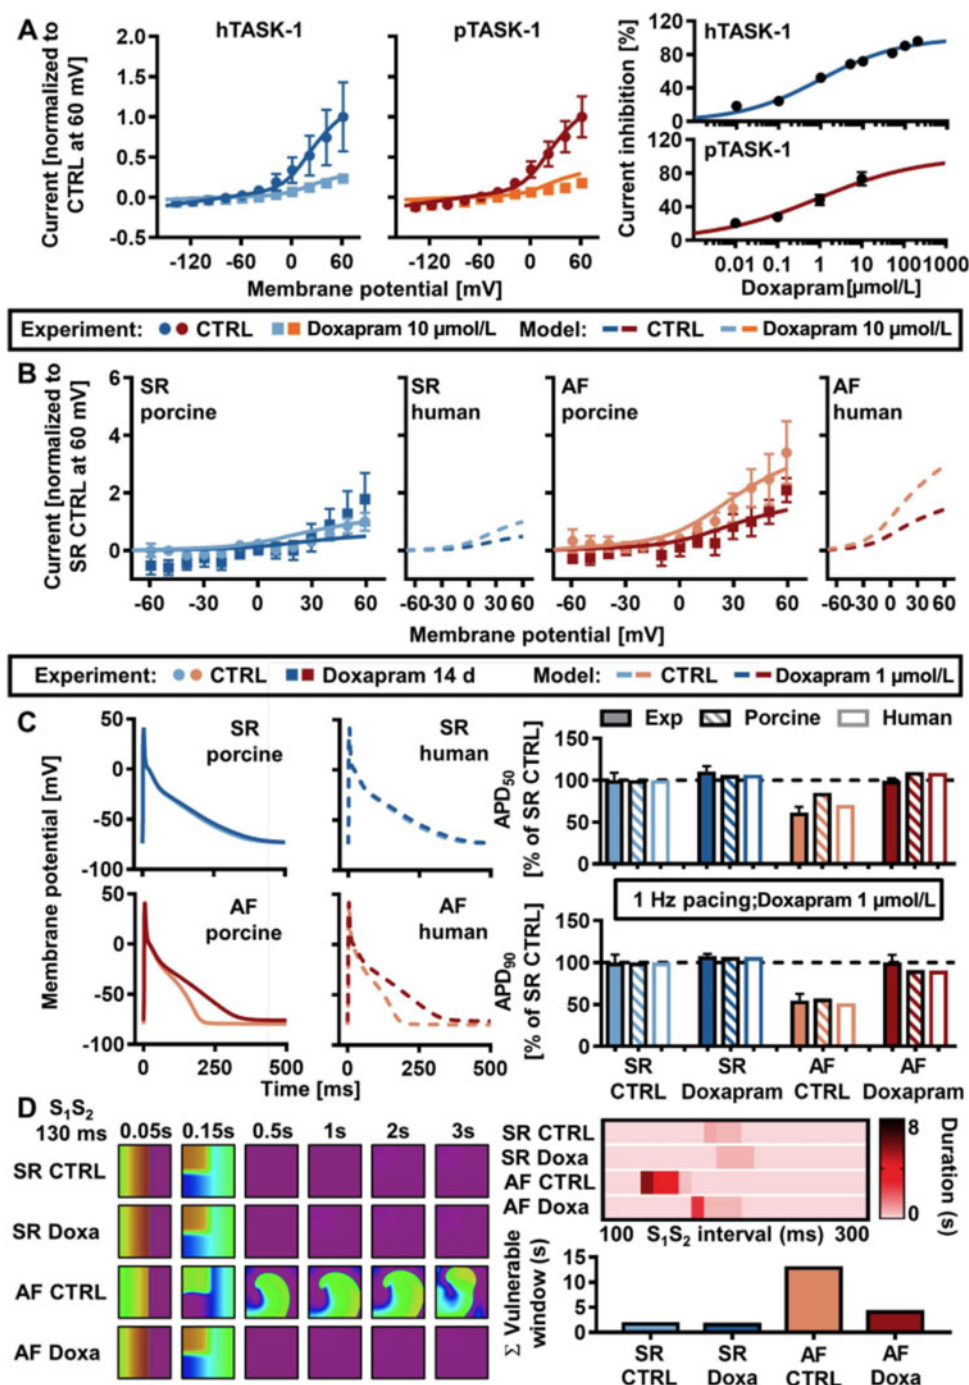 A
hTASK-1
pTASK-1
hTASK-1
pTASK-1
Current [normalized to
CTRL at 60 mV]
2.0
1.5
1.0
0.5
0.0
-0.5
-120 -60 0 60
-120 -60 0 60
Membrane potential [mV]
Current inhibition [%]
120
80
40
0
120
80
40
0
0.01 0.1 1 10 100 1000
Doxapram [μmol/L]
Experiment: CTRL Doxapram 10 μmol/L Model: CTRL Doxapram 10 μmol/L
B
Current [normalized to
SR CTRL at 60 mV]
6
4
2
0
SR
porcine
SR
human
AF
porcine
AF
human
-60 -30 0 30 60
-60 -30 0 30 60
-60 -30 0 30 60
-60 -30 0 30 60
Membrane potential [mV]
Experiment: CTRL Doxapram 14 d Model: CTRL Doxapram 1 μmol/L
C
Membrane potential [mV]
50
0
-50
-100
SR
porcine
SR
human
50
0
-50
-100
AF
porcine
AF
human
0 250 500
0 250 500
Time [ms]
Exp Porcine Human
APD50
[% of SR CTRL]
150
100
50
0
1 Hz pacing;Doxapram 1 μmol/L
APD90
[% of SR CTRL]
150
100
50
0
SR
CTRL
SR
Doxapram
AF
CTRL
AF
Doxapram
D
S1S2
130 ms
0.05s 0.15s 0.5s 1s 2s 3s
SR CTRL
SR Doxa
AF CTRL
AF Doxa
SR CTRL
SR Doxa
AF CTRL
AF Doxa
100 S1S2 interval (ms) 300
8
0
Duration (s)
Σ Vulnerable
window (s)
15
10
5
0
SR
CTRL
SR
Doxa
AF
CTRL
AF
Doxa